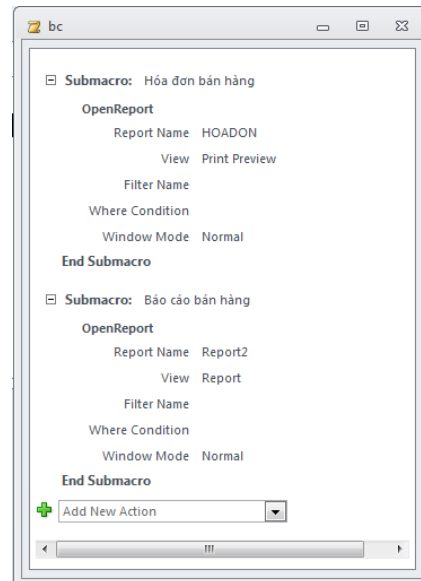 bc
Submacro: Hóa đơn bán hàng
OpenReport
Report Name HOADON
View Print Preview
Filter Name
Where Condition
Window Mode Normal
End Submacro
Submacro: Báo cáo bán hàng
OpenReport
Report Name Report2
View Report
Filter Name
Where Condition
Window Mode Normal
End Submacro
Add New Action